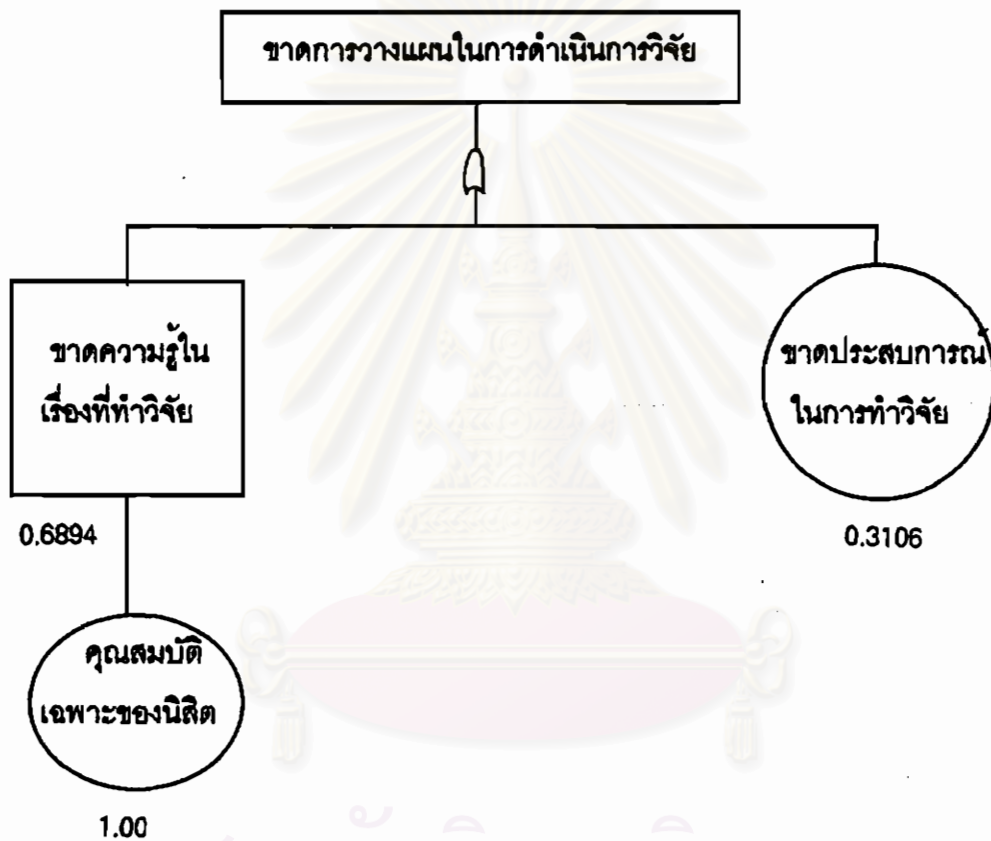 ขาดการวางแผนในการดำเนินการวิจัย
ขาดความรู้ใน
เรื่องที่ทำวิจัย
ขาดประสบการณ์
ในการทำวิจัย
0.6894
0.3106
คุณสมบัติ
เฉพาะของนิสิต
1.00